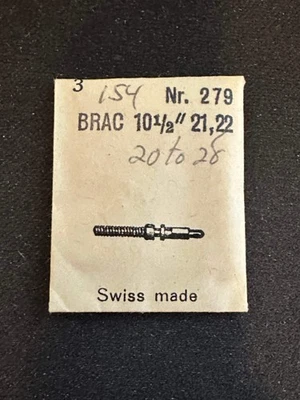 3
154 Nr. 279
BRAC 10½″ 21,22
20 to 28
Swiss made